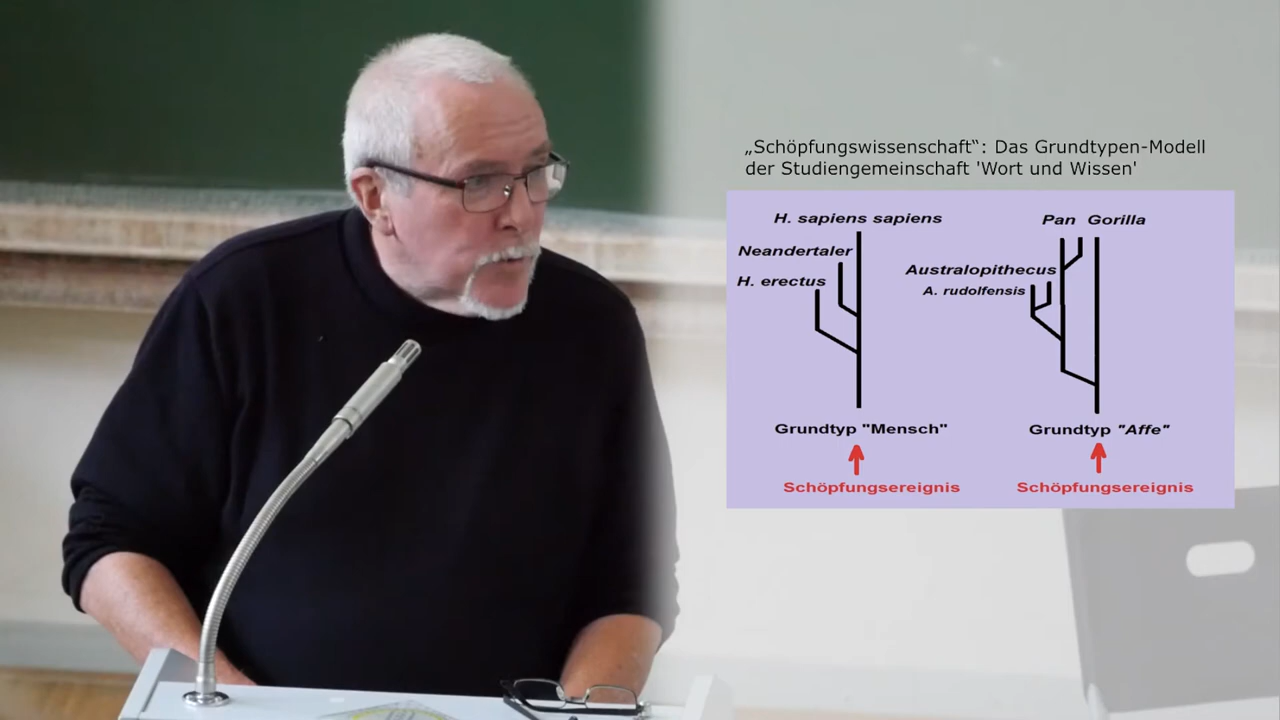 „Schöpfungswissenschaft“: Das Grundtypen-Modell
der Studiengemeinschaft 'Wort und Wissen'
H. sapiens sapiens
Neandertaler
H. erectus
Grundtyp "Mensch"
Schöpfungsereignis
Pan Gorilla
Australopithecus
A. rudolfensis
Grundtyp "Affe"
Schöpfungsereignis